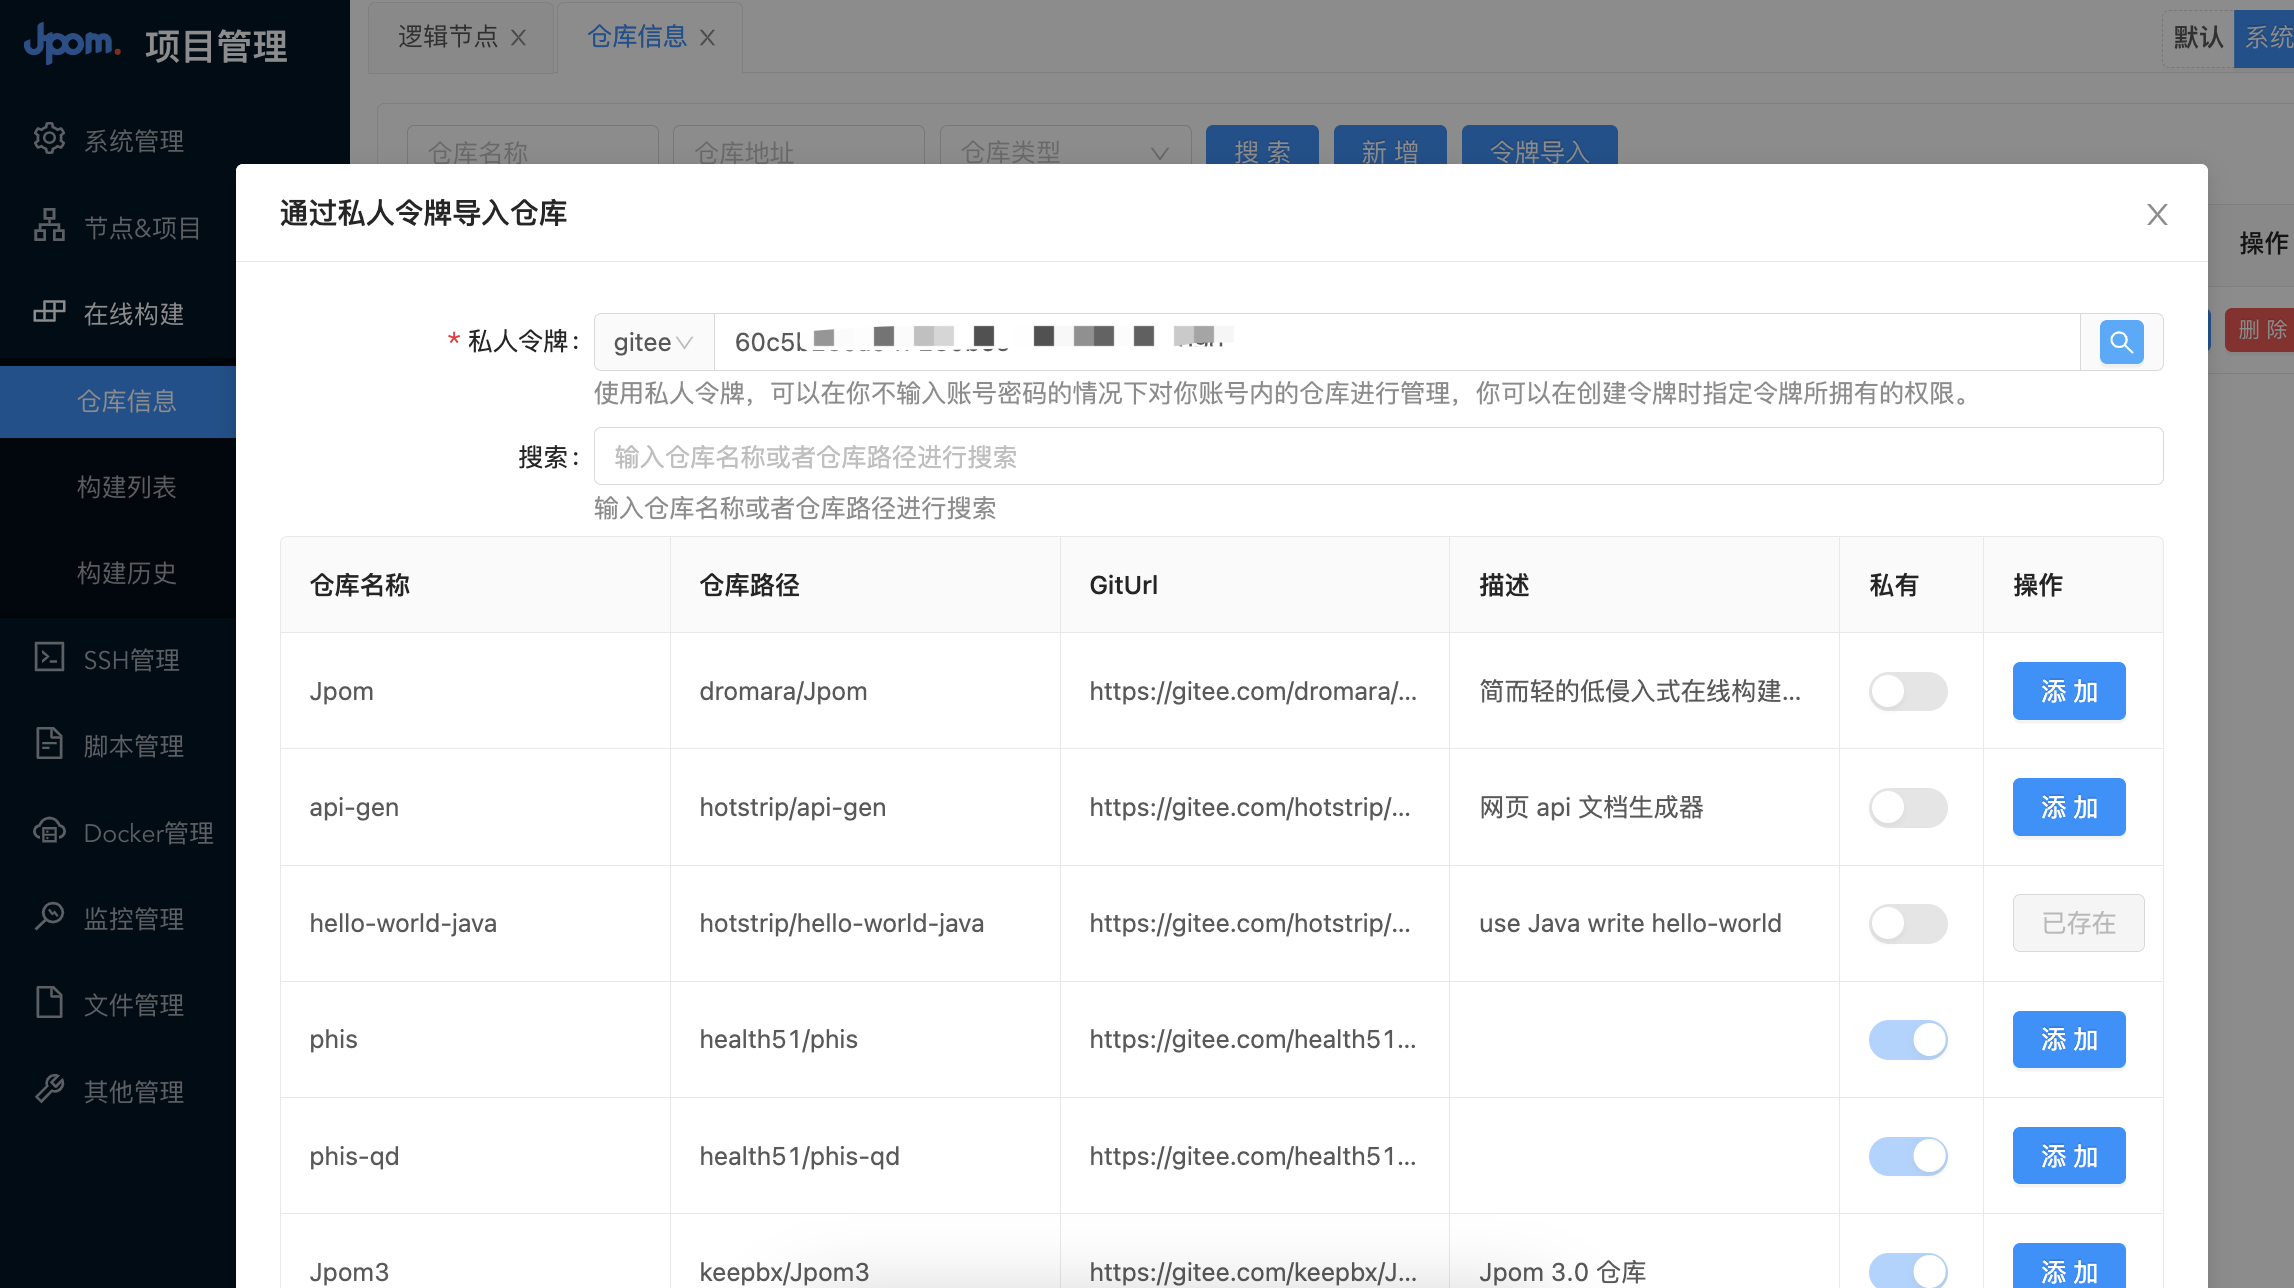 Jpom. 项目管理
逻辑节点
仓库信息
默认
系统
仓库名称
仓库地址
仓库类型
搜 索
新 增
令牌导入
操作
删 除
系统管理
节点&项目
在线构建
仓库信息
构建列表
构建历史
SSH管理
脚本管理
Docker管理
监控管理
文件管理
其他管理
通过私人令牌导入仓库
* 私人令牌:
gitee
60c5b
使用私人令牌，可以在你不输入账号密码的情况下对你账号内的仓库进行管理，你可以在创建令牌时指定令牌所拥有的权限。
搜索:
输入仓库名称或者仓库路径进行搜索
输入仓库名称或者仓库路径进行搜索
仓库名称 仓库路径 GitUrl 描述 私有 操作
Jpom dromara/Jpom https://gitee.com/dromara/... 简而轻的低侵入式在线构建... 添 加
api-gen hotstrip/api-gen https://gitee.com/hotstrip/... 网页 api 文档生成器 添 加
hello-world-java hotstrip/hello-world-java https://gitee.com/hotstrip/... use Java write hello-world 已存在
phis health51/phis https://gitee.com/health51... 添 加
phis-qd health51/phis-qd https://gitee.com/health51... 添 加
Jpom3 keepbx/Jpom3 https://gitee.com/keepbx/J... Jpom 3.0 仓库 添 加